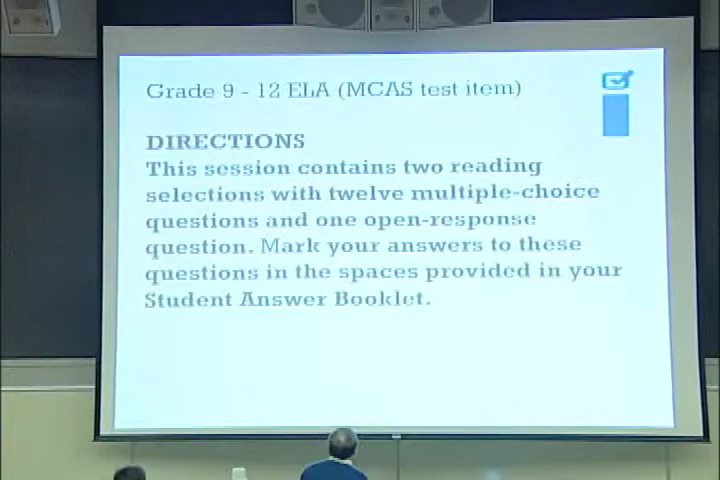 Grade 9 - 12 ELA (MCAS test item)
DIRECTIONS
This session contains two reading
selections with twelve multiple-choice
questions and one open-response
question. Mark your answers to these
questions in the spaces provided in your
Student Answer Booklet.